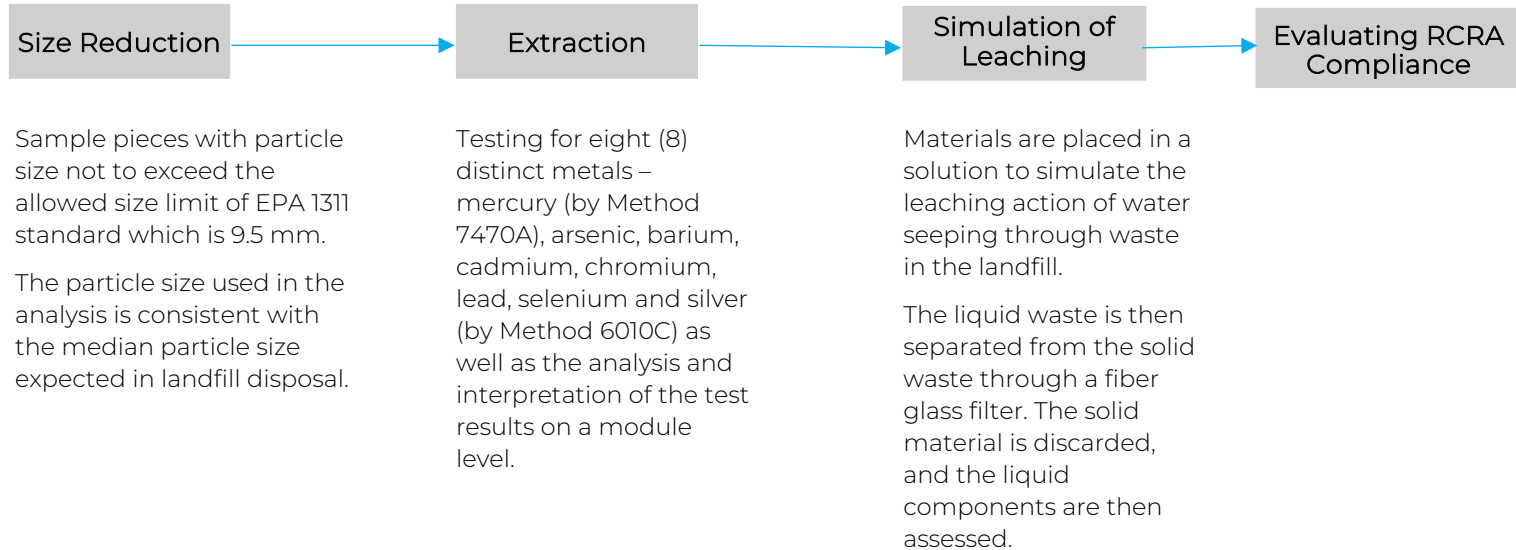 Size Reduction
Extraction
Simulation of
Leaching
Evaluating RCRA
Compliance
Sample pieces with particle
size not to exceed the
allowed size limit of EPA 1311
standard which is 9.5 mm.
The particle size used in the
analysis is consistent with
the median particle size
expected in landfill disposal.
Testing for eight (8)
distinct metals –
mercury (by Method
7470A), arsenic, barium,
cadmium, chromium,
lead, selenium and silver
(by Method 6010C) as
well as the analysis and
interpretation of the test
results on a module
level.
Materials are placed in a
solution to simulate the
leaching action of water
seeping through waste
in the landfill.
The liquid waste is then
separated from the solid
waste through a fiber
glass filter. The solid
material is discarded,
and the liquid
components are then
assessed.